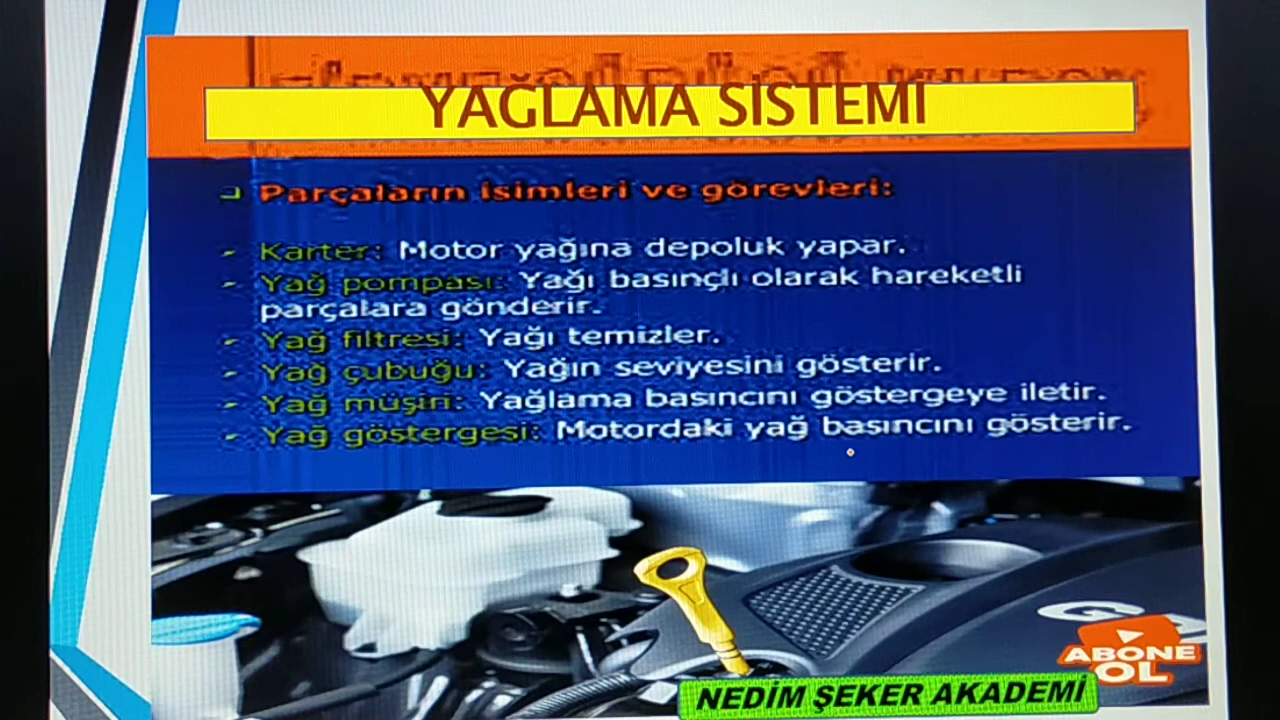 YAĞLAMA SİSTEMİ
Parçaların isimleri ve görevleri:
- Karter: Motor yağına depoluk yapar.
- Yağ pompası: Yağı basınçlı olarak hareketli
parçalara gönderir.
- Yağ filtresi: Yağı temizler.
- Yağ çubuğu: Yağın seviyesini gösterir.
- Yağ müşiri: Yağlama basıncını göstergeye iletir.
- Yağ göstergesi: Motordaki yağ basıncını gösterir.
ABONE
OL
NEDİM ŞEKER AKADEMİ